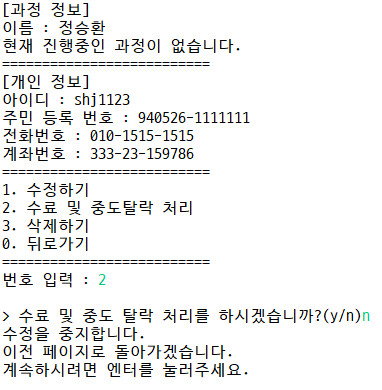 [과정 정보]
이름 : 정승환
현재 진행중인 과정이 없습니다.
==========================
[개인 정보]
아이디 : shj1123
주민 등록 번호 : 940526-1111111
전화번호 : 010-1515-1515
계좌번호 : 333-23-159786
==========================
1. 수정하기
2. 수료 및 중도탈락 처리
3. 삭제하기
0. 뒤로가기
==========================
번호 입력 : 2
> 수료 및 중도 탈락 처리를 하시겠습니까?(y/n)n
수정을 중지합니다.
이전 페이지로 돌아가겠습니다.
계속하시려면 엔터를 눌러주세요.